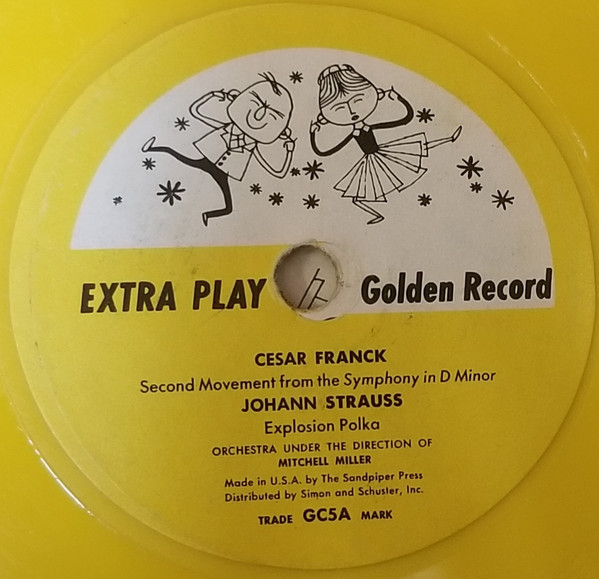 EXTRA PLAY Golden Record
CESAR FRANCK
Second Movement from the Symphony in D Minor
JOHANN STRAUSS
Explosion Polka
ORCHESTRA UNDER THE DIRECTION OF
MITCHELL MILLER
Made in U.S.A. by The Sandpiper Press
Distributed by Simon and Schuster, Inc.
TRADE GC5A MARK